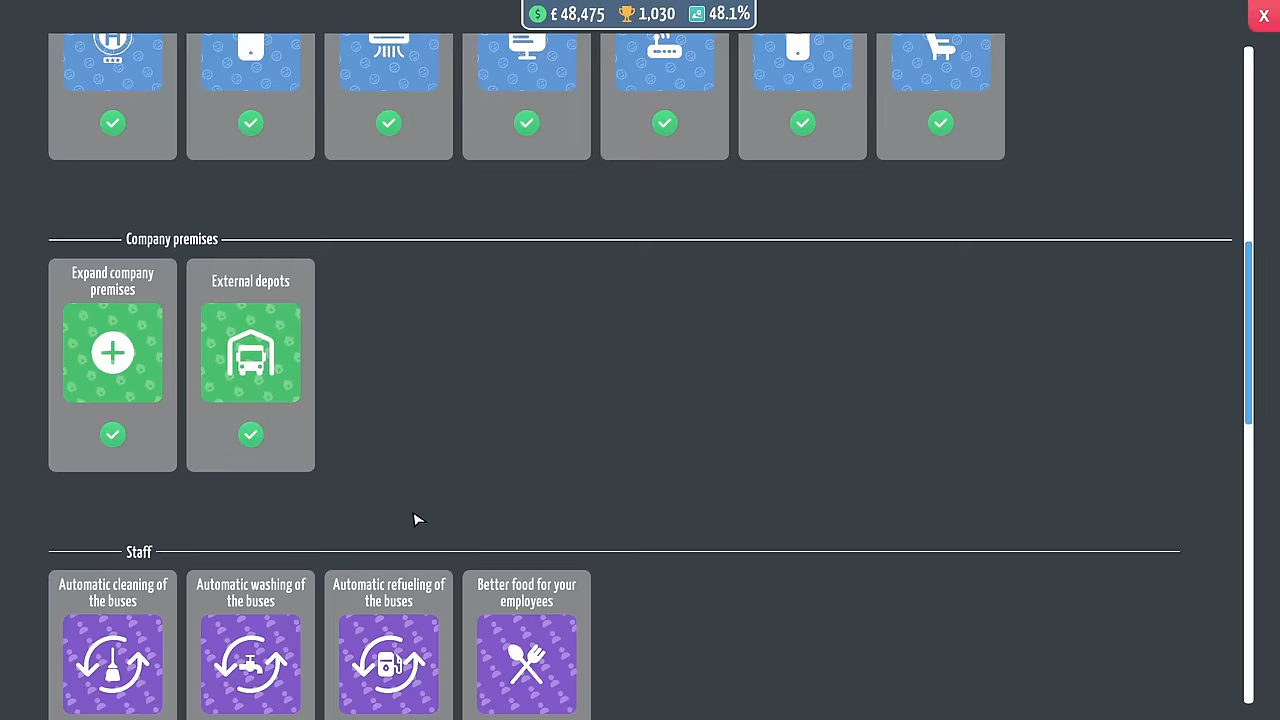 £ 48,475
1,030
48.1%
X
Company premises
Expand company
premises
External depots
Staff
Automatic cleaning of
the buses
Automatic washing of
the buses
Automatic refueling of
the buses
Better food for your
employees